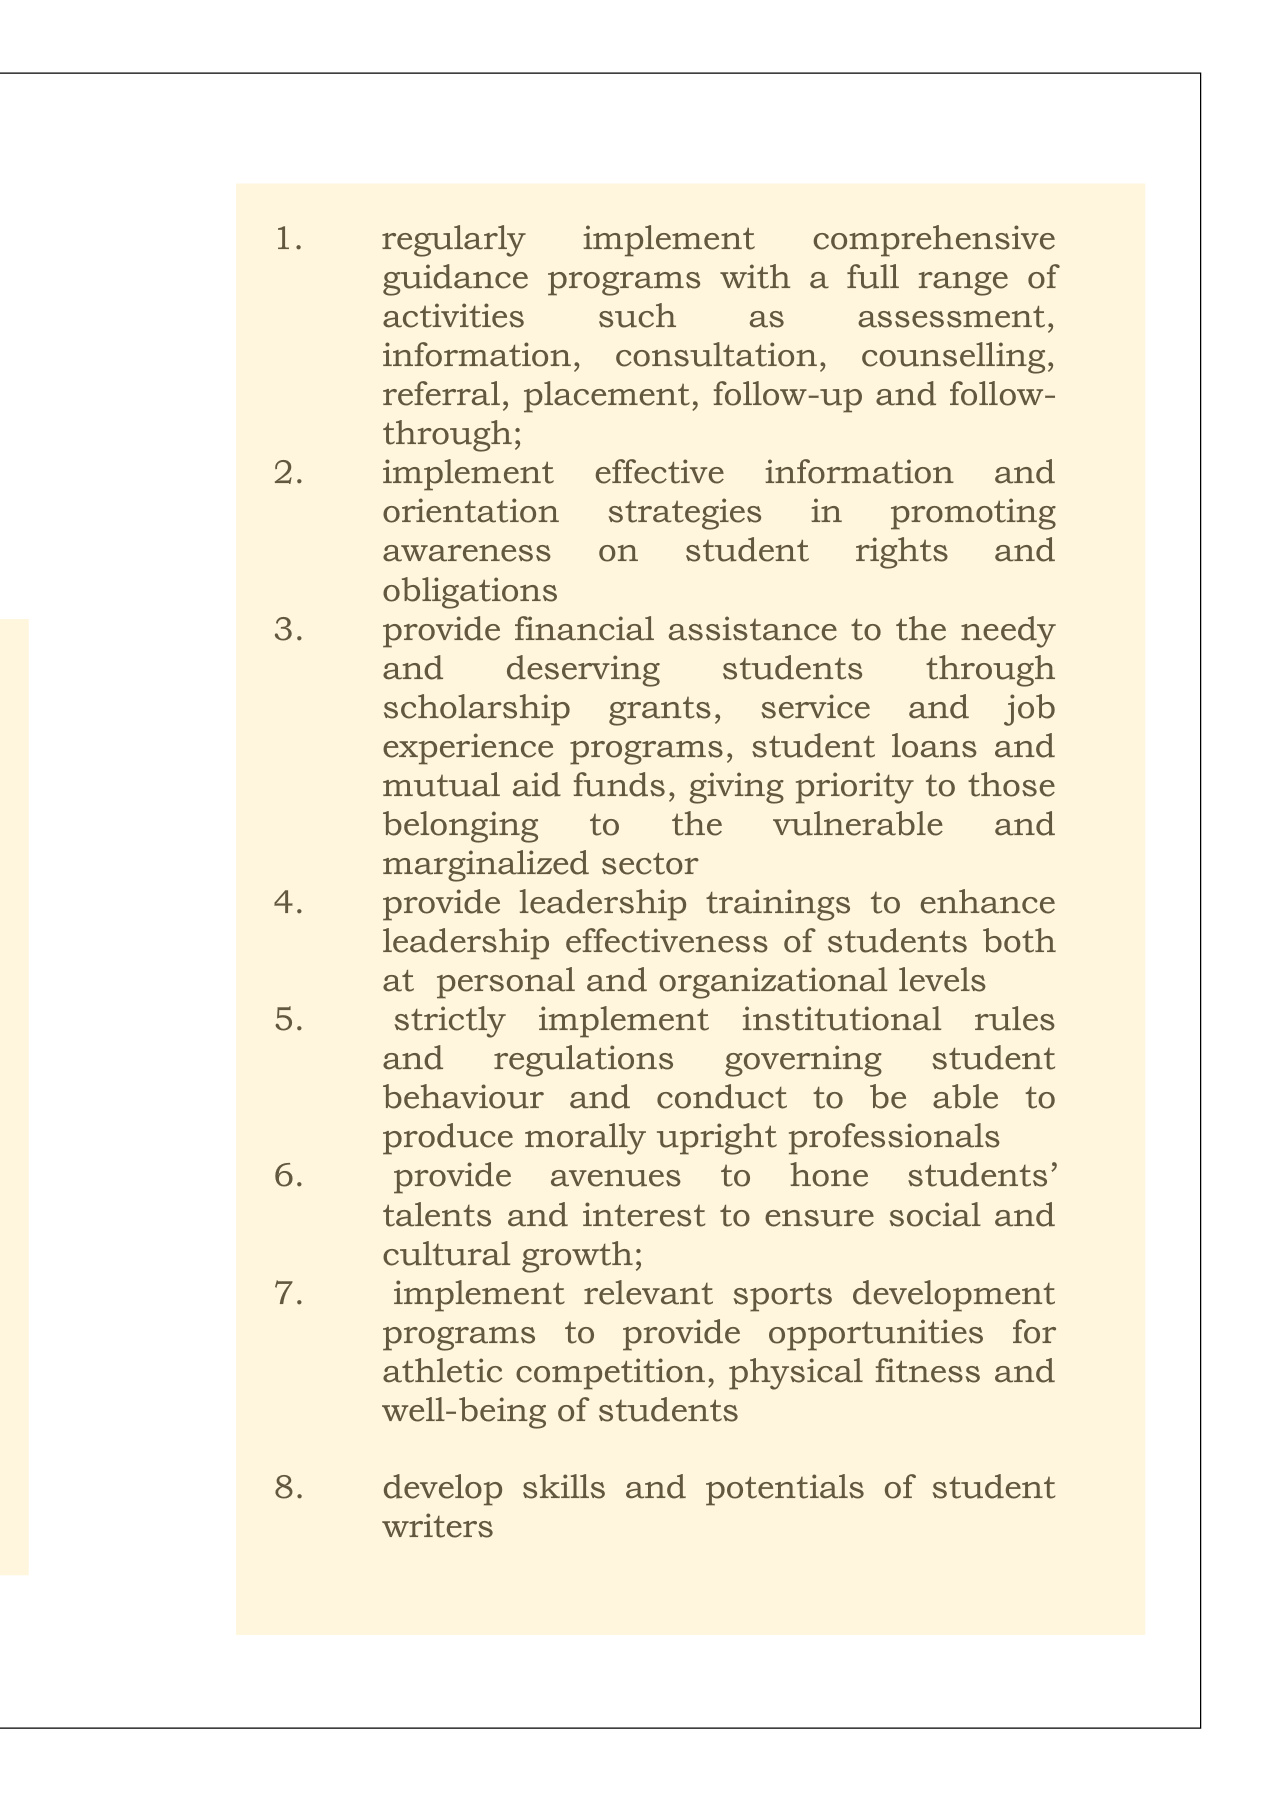 1. regularly implement comprehensive
guidance programs with a full range of
activities such as assessment,
information, consultation, counselling,
referral, placement, follow-up and follow-
through;
2. implement effective information and
orientation strategies in promoting
awareness on student rights and
obligations
3. provide financial assistance to the needy
and deserving students through
scholarship grants, service and job
experience programs, student loans and
mutual aid funds, giving priority to those
belonging to the vulnerable and
marginalized sector
4. provide leadership trainings to enhance
leadership effectiveness of students both
at personal and organizational levels
5. strictly implement institutional rules
and regulations governing student
behaviour and conduct to be able to
produce morally upright professionals
6. provide avenues to hone students’
talents and interest to ensure social and
cultural growth;
7. implement relevant sports development
programs to provide opportunities for
athletic competition, physical fitness and
well-being of students
8. develop skills and potentials of student
writers